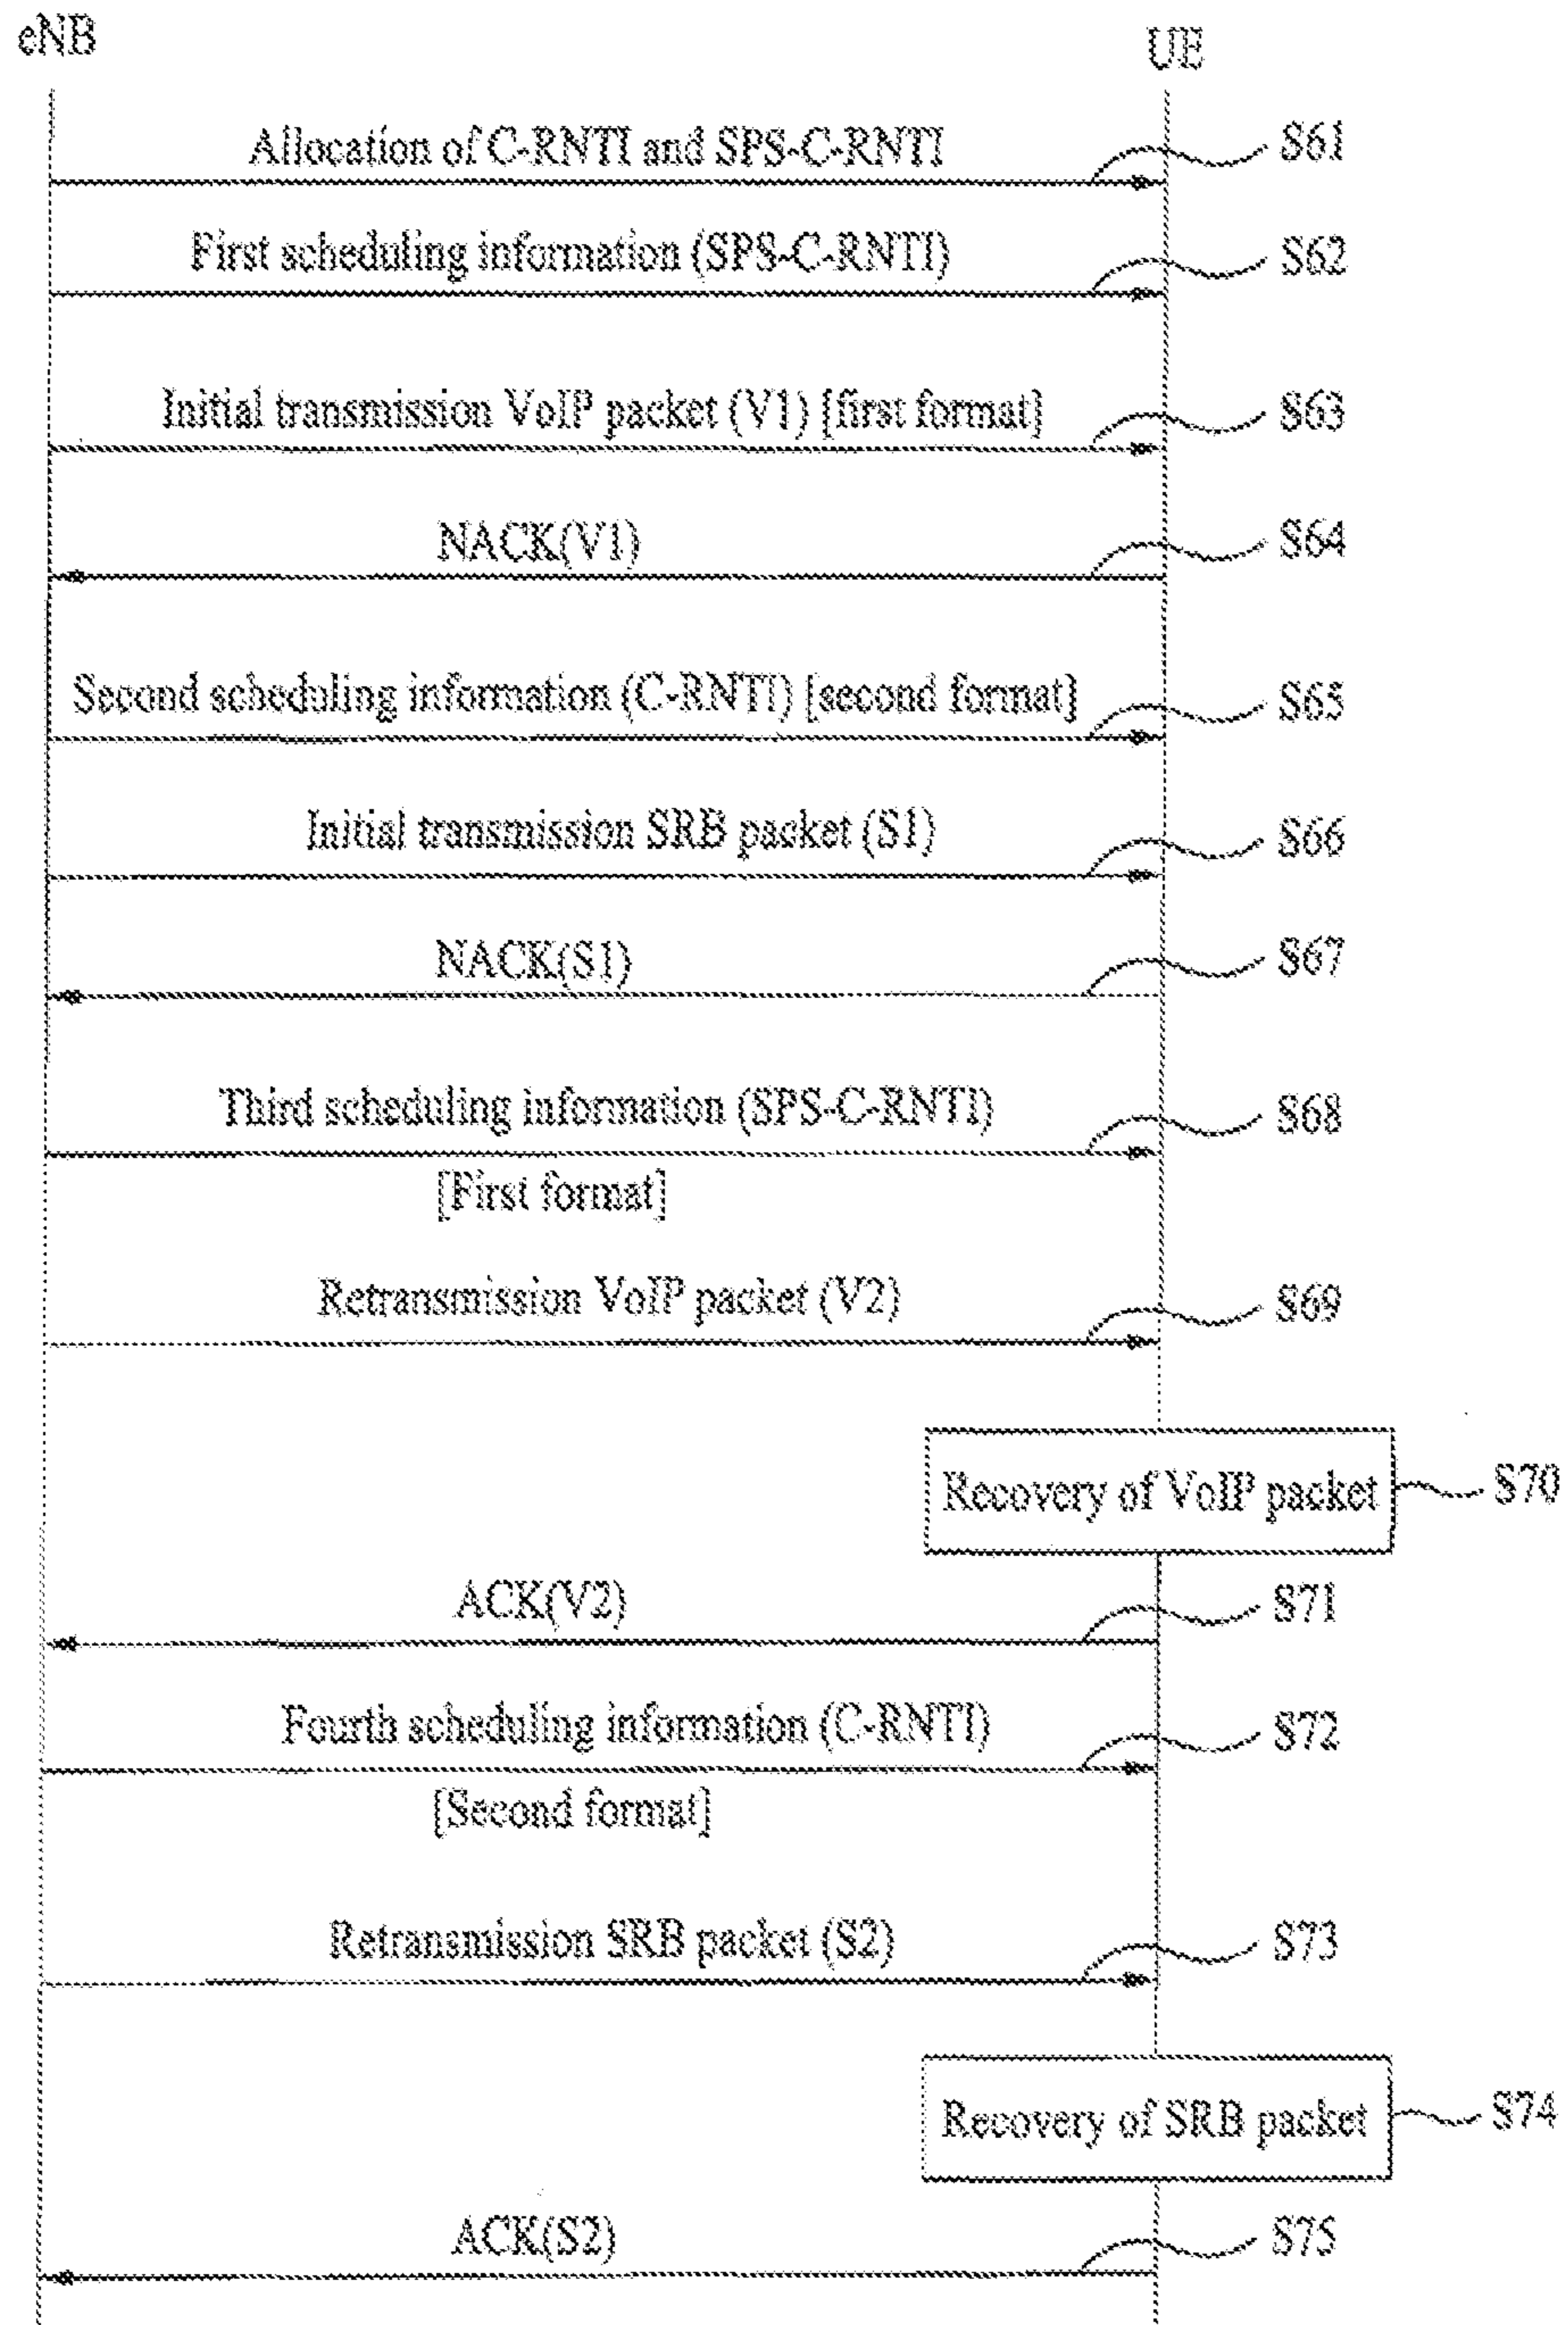 eNB
UE
Allocation of C-RNTI and SPS-C-RNTI
S61
First scheduling information (SPS-C-RNTI)
S62
Initial transmission VoIP packet (V1) [first format]
S63
NACK(V1)
S64
Second scheduling information (C-RNTI) [second format]
S65
Initial transmission SRB packet (S1)
S66
NACK(S1)
S67
Third scheduling information (SPS-C-RNTI)
S68
[First format]
Retransmission VoIP packet (V2)
S69
Recovery of VoIP packet
S70
ACK(V2)
S71
Fourth scheduling information (C-RNTI)
S72
[Second format]
Retransmission SRB packet (S2)
S73
Recovery of SRB packet
S74
ACK(S2)
S75